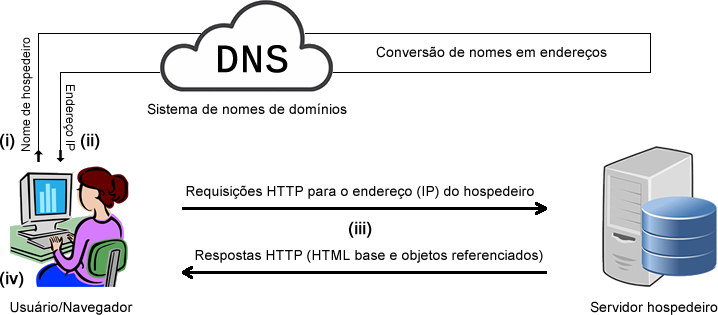 DNS
Conversão de nomes em endereços
Sistema de nomes de domínios
Nome de hospedeiro
Endereço IP
(i)
(ii)
Requisições HTTP para o endereço (IP) do hospedeiro
(iii)
Respostas HTTP (HTML base e objetos referenciados)
(iv)
Usuário/Navegador
Servidor hospedeiro